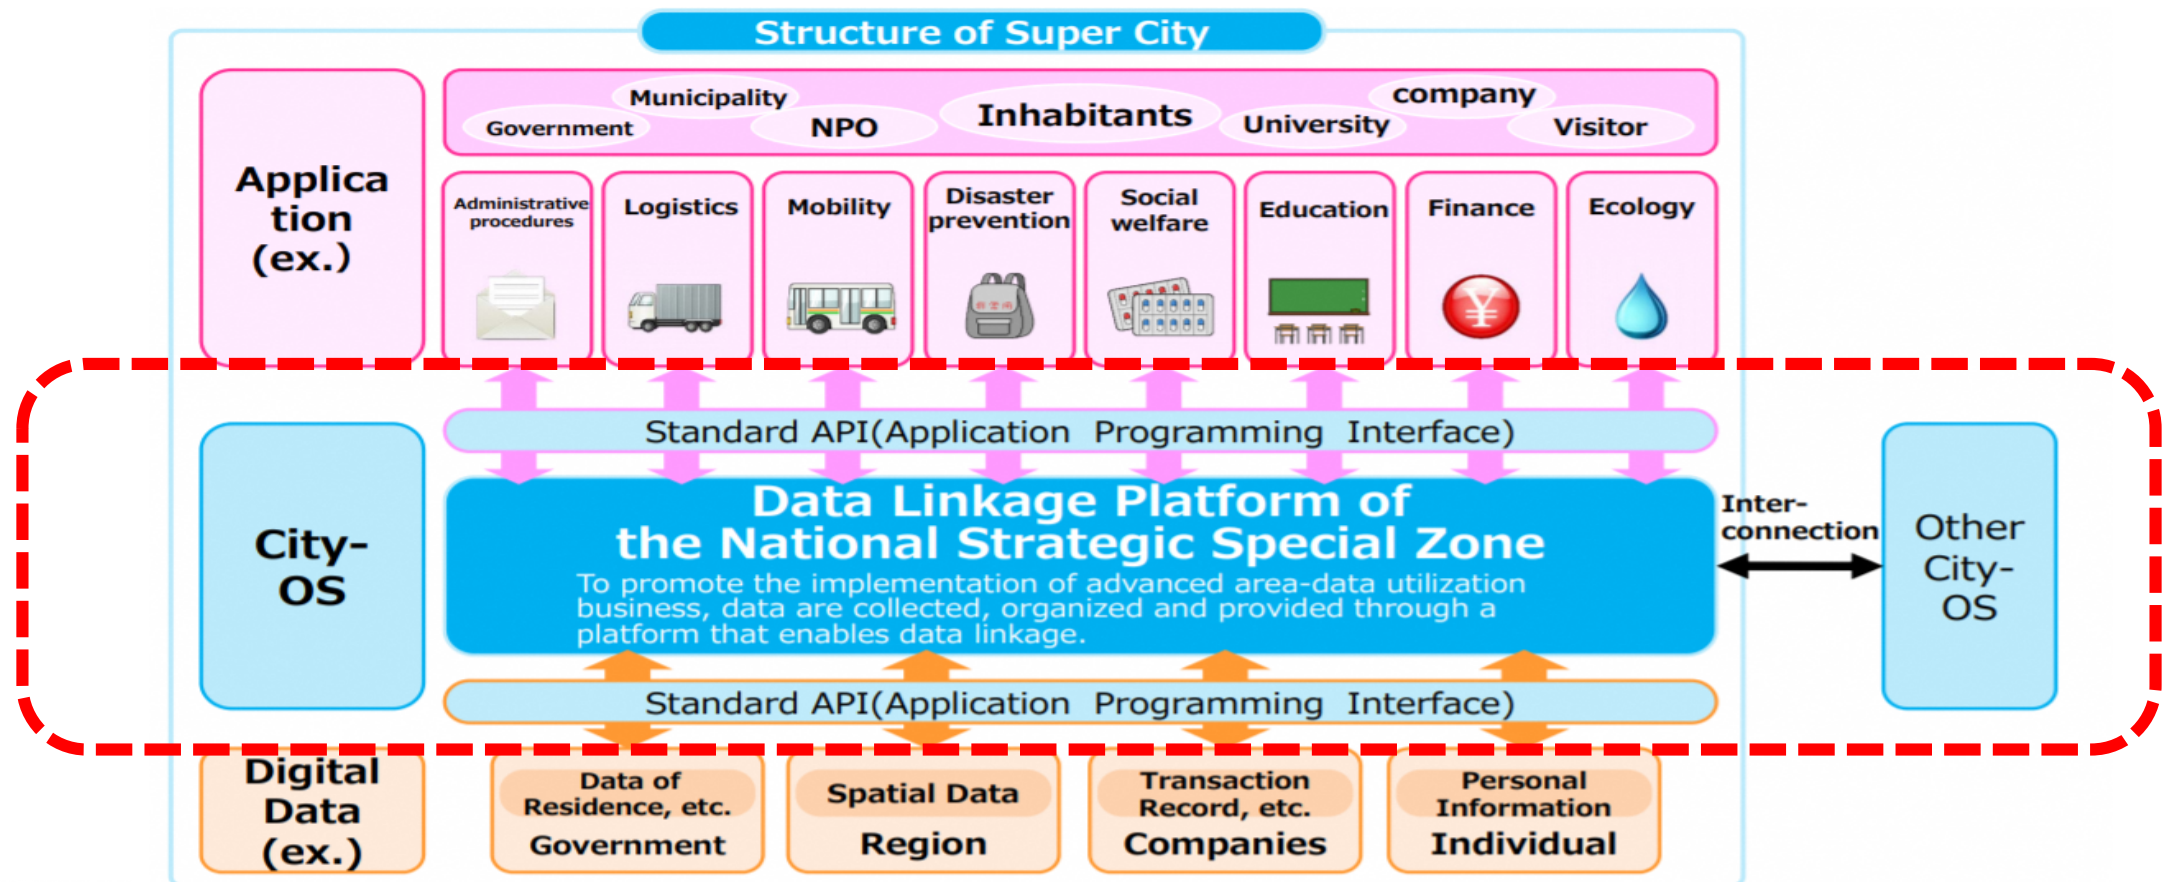 Structure of Super City
Applica
tion
(ex.)
Government
Municipality
NPO
Inhabitants
University
company
Visitor
Administrative
procedures
Logistics
Mobility
Disaster
prevention
Social
welfare
Education
Finance
Ecology
¥
Standard API(Application Programming Interface)
City-
OS
Data Linkage Platform of
the National Strategic Special Zone
To promote the implementation of advanced area-data utilization
business, data are collected, organized and provided through a
platform that enables data linkage.
Inter-
connection
Other
City-
OS
Standard API(Application Programming Interface)
Digital
Data
(ex.)
Data of
Residence, etc.
Government
Spatial Data
Region
Transaction
Record, etc.
Companies
Personal
Information
Individual